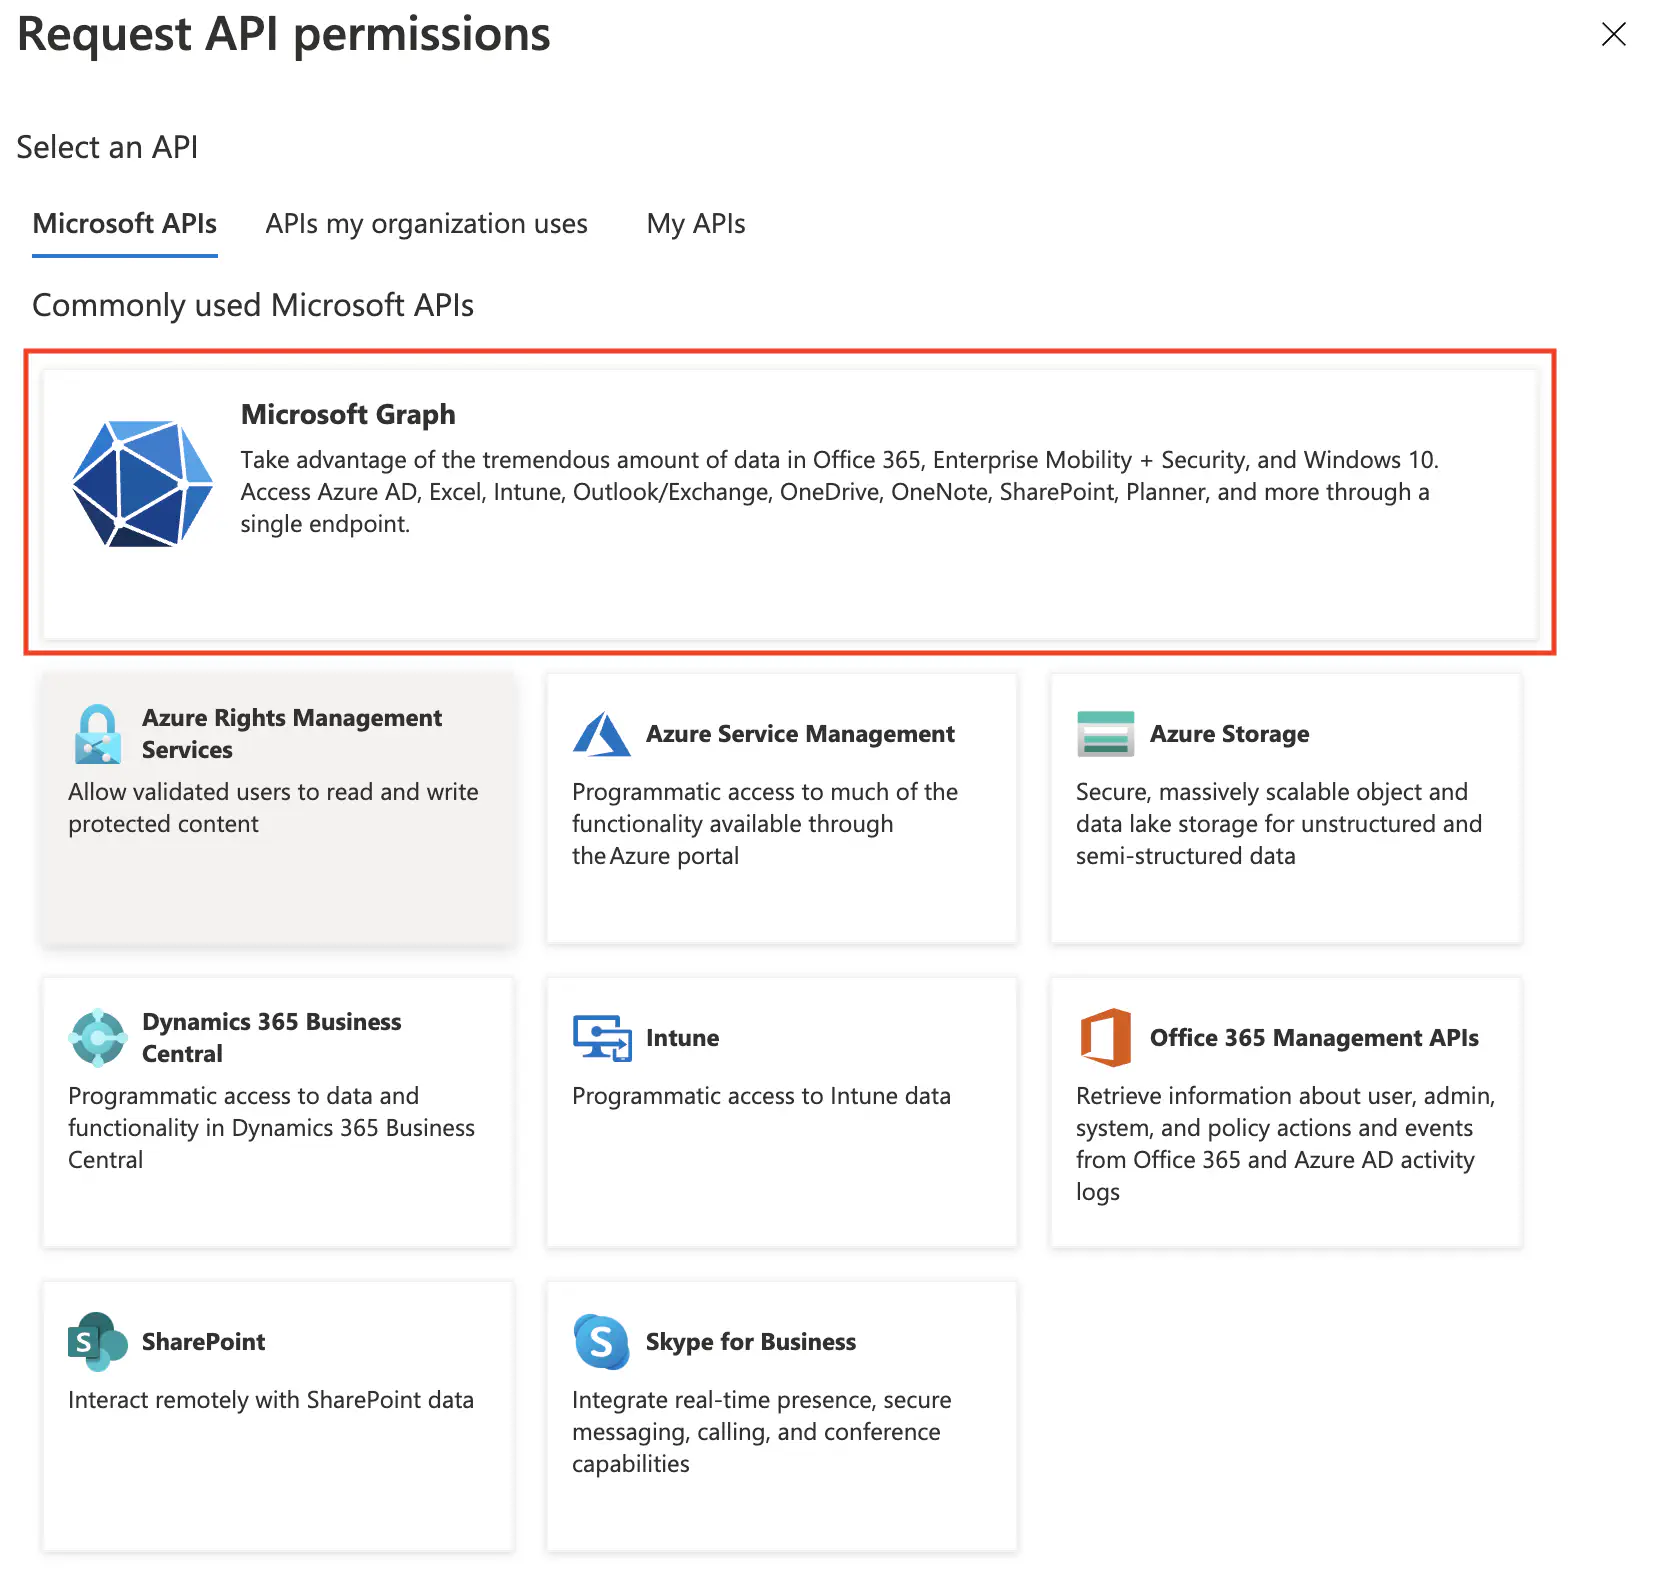 Request API permissions
Select an API
Microsoft APIs
APIs my organization uses
My APIs
Commonly used Microsoft APIs
Microsoft Graph
Take advantage of the tremendous amount of data in Office 365, Enterprise Mobility + Security, and Windows 10.
Access Azure AD, Excel, Intune, Outlook/Exchange, OneDrive, OneNote, SharePoint, Planner, and more through a
single endpoint.
Azure Rights Management
Services
Allow validated users to read and write
protected content
Azure Service Management
Programmatic access to much of the
functionality available through
the Azure portal
Azure Storage
Secure, massively scalable object and
data lake storage for unstructured and
semi-structured data
Dynamics 365 Business
Central
Programmatic access to data and
functionality in Dynamics 365 Business
Central
Intune
Programmatic access to Intune data
Office 365 Management APIs
Retrieve information about user, admin,
system, and policy actions and events
from Office 365 and Azure AD activity
logs
S
SharePoint
Interact remotely with SharePoint data
S
Skype for Business
Integrate real-time presence, secure
messaging, calling, and conference
capabilities